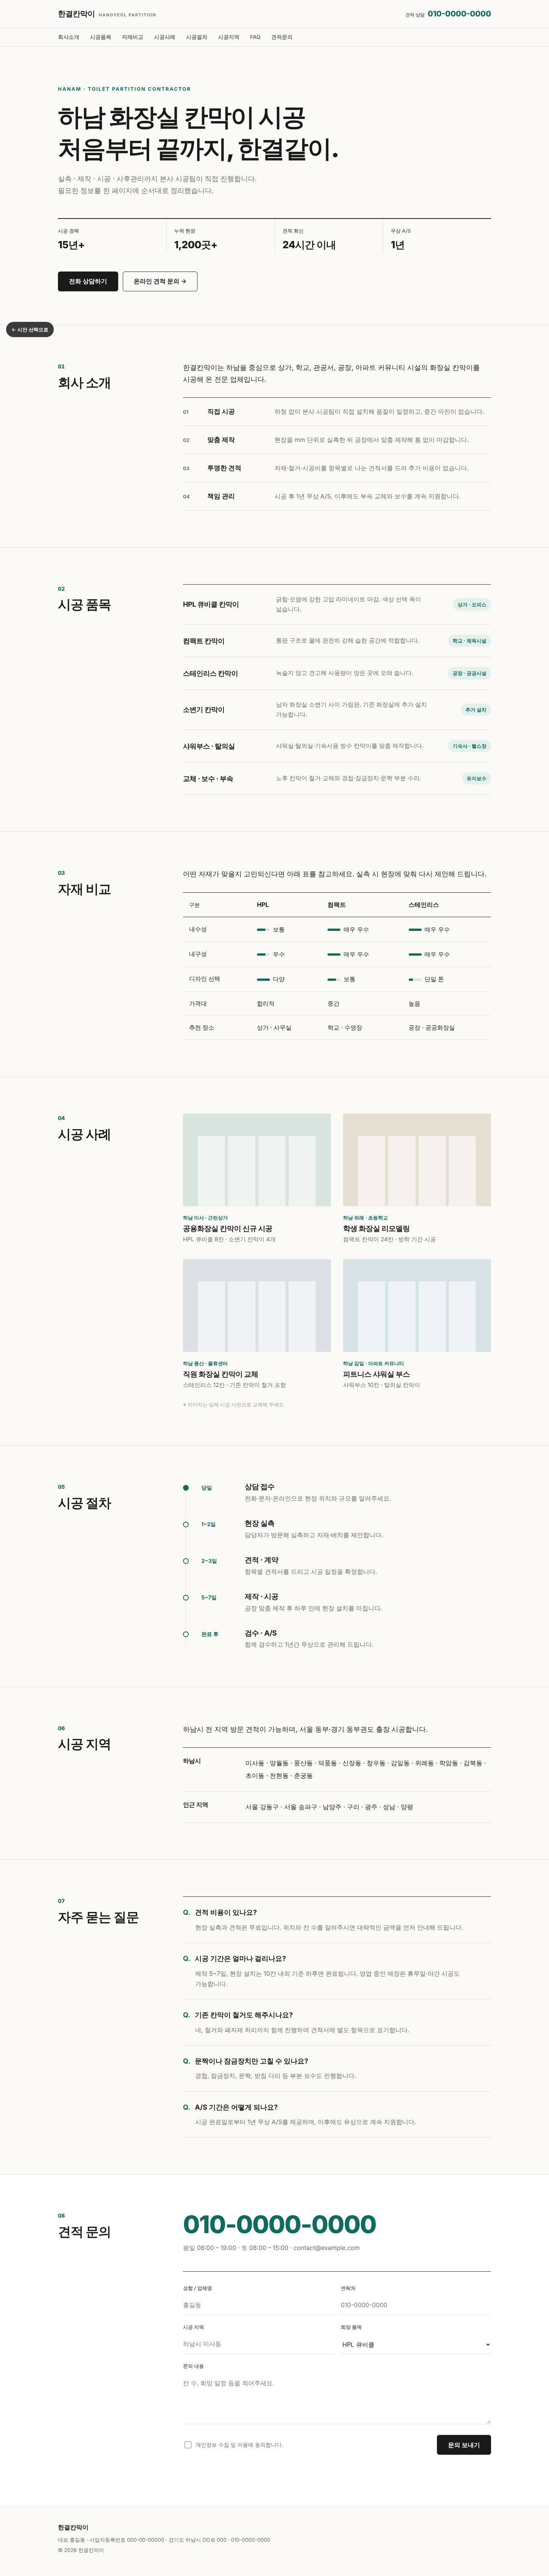 한결칸막이 HANGYEOL PARTITION
견적 상담 010-0000-0000
회사소개 시공품목 자재비교 시공사례 시공절차 시공지역 FAQ 견적문의
HANAM · TOILET PARTITION CONTRACTOR
하남 화장실 칸막이 시공
처음부터 끝까지, 한결같이.
실측 · 제작 · 시공 · 사후관리까지 본사 시공팀이 직접 진행합니다.
필요한 정보를 한 페이지에 순서대로 정리했습니다.
시공 경력
15년+
누적 현장
1,200곳+
견적 회신
24시간 이내
무상 A/S
1년
전화 상담하기
온라인 견적 문의 →
← 시안 선택으로
01
회사 소개
한결칸막이는 하남을 중심으로 상가, 학교, 관공서, 공장, 아파트 커뮤니티 시설의 화장실 칸막이를
시공해 온 전문 업체입니다.
01 직접 시공 하청 없이 본사 시공팀이 직접 설치해 품질이 일정하고, 중간 마진이 없습니다.
02 맞춤 제작 현장을 mm 단위로 실측한 뒤 공장에서 맞춤 제작해 틈 없이 마감합니다.
03 투명한 견적 자재·철거·시공비를 항목별로 나눈 견적서를 드려 추가 비용이 없습니다.
04 책임 관리 시공 후 1년 무상 A/S, 이후에도 부속 교체와 보수를 계속 지원합니다.
02
시공 품목
HPL 큐비클 칸막이 긁힘·오염에 강한 고압 라미네이트 마감. 색상 선택 폭이
넓습니다. 상가 · 오피스
컴팩트 칸막이 통판 구조로 물에 완전히 강해 습한 공간에 적합합니다. 학교 · 체육시설
스테인리스 칸막이 녹슬지 않고 견고해 사용량이 많은 곳에 오래 씁니다. 공장 · 공공시설
소변기 칸막이 남자 화장실 소변기 사이 가림판. 기존 화장실에 추가 설치
가능합니다. 추가 설치
샤워부스 · 탈의실 샤워실·탈의실·기숙사용 방수 칸막이를 맞춤 제작합니다. 기숙사 · 헬스장
교체 · 보수 · 부속 노후 칸막이 철거·교체와 경첩·잠금장치·문짝 부분 수리. 유지보수
03
자재 비교
어떤 자재가 맞을지 고민되신다면 아래 표를 참고하세요. 실측 시 현장에 맞춰 다시 제안해 드립니다.
구분 HPL 컴팩트 스테인리스
내수성 보통 매우 우수 매우 우수
내구성 우수 매우 우수 매우 우수
디자인 선택 다양 보통 단일 톤
가격대 합리적 중간 높음
추천 장소 상가 · 사무실 학교 · 수영장 공장 · 공공화장실
04
시공 사례
하남 미사 · 근린상가
공용화장실 칸막이 신규 시공
HPL 큐비클 8칸 · 소변기 칸막이 4개
하남 위례 · 초등학교
학생 화장실 리모델링
컴팩트 칸막이 24칸 · 방학 기간 시공
하남 풍산 · 물류센터
직원 화장실 칸막이 교체
스테인리스 12칸 · 기존 칸막이 철거 포함
하남 감일 · 아파트 커뮤니티
피트니스 샤워실 부스
샤워부스 10칸 · 탈의실 칸막이
※ 이미지는 실제 시공 사진으로 교체해 주세요.
05
시공 절차
당일 상담 접수
전화·문자·온라인으로 현장 위치와 규모를 알려주세요.
1~2일 현장 실측
담당자가 방문해 실측하고 자재·배치를 제안합니다.
2~3일 견적 · 계약
항목별 견적서를 드리고 시공 일정을 확정합니다.
5~7일 제작 · 시공
공장 맞춤 제작 후 하루 안에 현장 설치를 마칩니다.
완료 후 검수 · A/S
함께 검수하고 1년간 무상으로 관리해 드립니다.
06
시공 지역
하남시 전 지역 방문 견적이 가능하며, 서울 동부·경기 동부권도 출장 시공합니다.
하남시 미사동 · 망월동 · 풍산동 · 덕풍동 · 신장동 · 창우동 · 감일동 · 위례동 · 학암동 · 감북동 ·
초이동 · 천현동 · 춘궁동
인근 지역 서울 강동구 · 서울 송파구 · 남양주 · 구리 · 광주 · 성남 · 양평
07
자주 묻는 질문
Q. 견적 비용이 있나요?
현장 실측과 견적은 무료입니다. 위치와 칸 수를 알려주시면 대략적인 금액을 먼저 안내해 드립니다.
Q. 시공 기간은 얼마나 걸리나요?
제작 5~7일, 현장 설치는 10칸 내외 기준 하루면 완료됩니다. 영업 중인 매장은 휴무일·야간 시공도
가능합니다.
Q. 기존 칸막이 철거도 해주시나요?
네, 철거와 폐자재 처리까지 함께 진행하며 견적서에 별도 항목으로 표기합니다.
Q. 문짝이나 잠금장치만 고칠 수 있나요?
경첩, 잠금장치, 문짝, 받침 다리 등 부분 보수도 진행합니다.
Q. A/S 기간은 어떻게 되나요?
시공 완료일로부터 1년 무상 A/S를 제공하며, 이후에도 유상으로 계속 지원합니다.
08
견적 문의
010-0000-0000
평일 08:00 – 19:00 · 토 08:00 – 15:00 · contact@example.com
성함 / 업체명
홍길동
연락처
010-0000-0000
시공 지역
하남시 미사동
희망 품목
HPL 큐비클
문의 내용
칸 수, 희망 일정 등을 적어주세요.
개인정보 수집 및 이용에 동의합니다.
문의 보내기
한결칸막이
대표 홍길동 · 사업자등록번호 000-00-00000 · 경기도 하남시 OO로 000 · 010-0000-0000
© 2026 한결칸막이